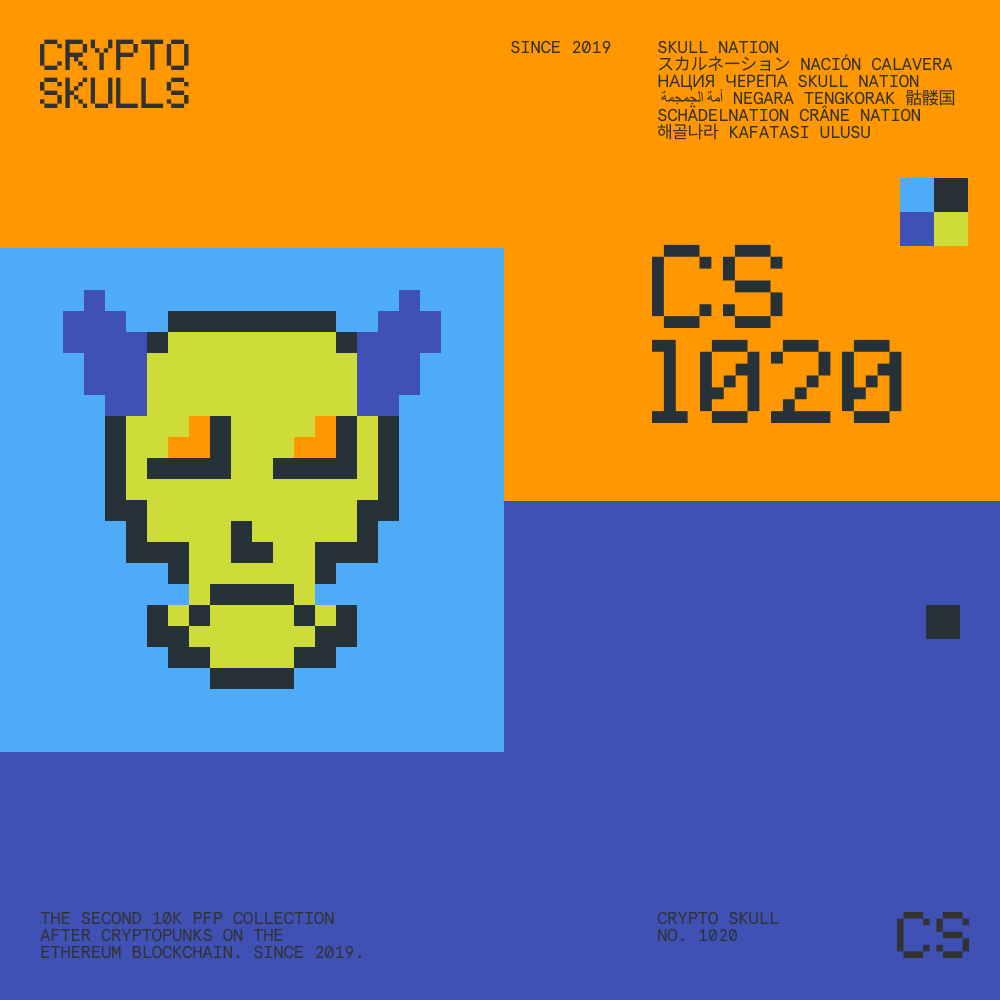 CRYPTO
SKULLS
SINCE 2019
SKULL NATION
スカルネーション NACIÓN CALAVERA
НАЦИЯ ЧЕРЕПА SKULL NATION
أمة الجمجمة NEGARA TENGKORAK 骷髅国
SCHÄDELNATION CRÂNE NATION
해골나라 KAFATASI ULUSU
CS
1020
THE SECOND 10K PFP COLLECTION
AFTER CRYPTOPUNKS ON THE
ETHEREUM BLOCKCHAIN. SINCE 2019.
CRYPTO SKULL
NO. 1020
CS